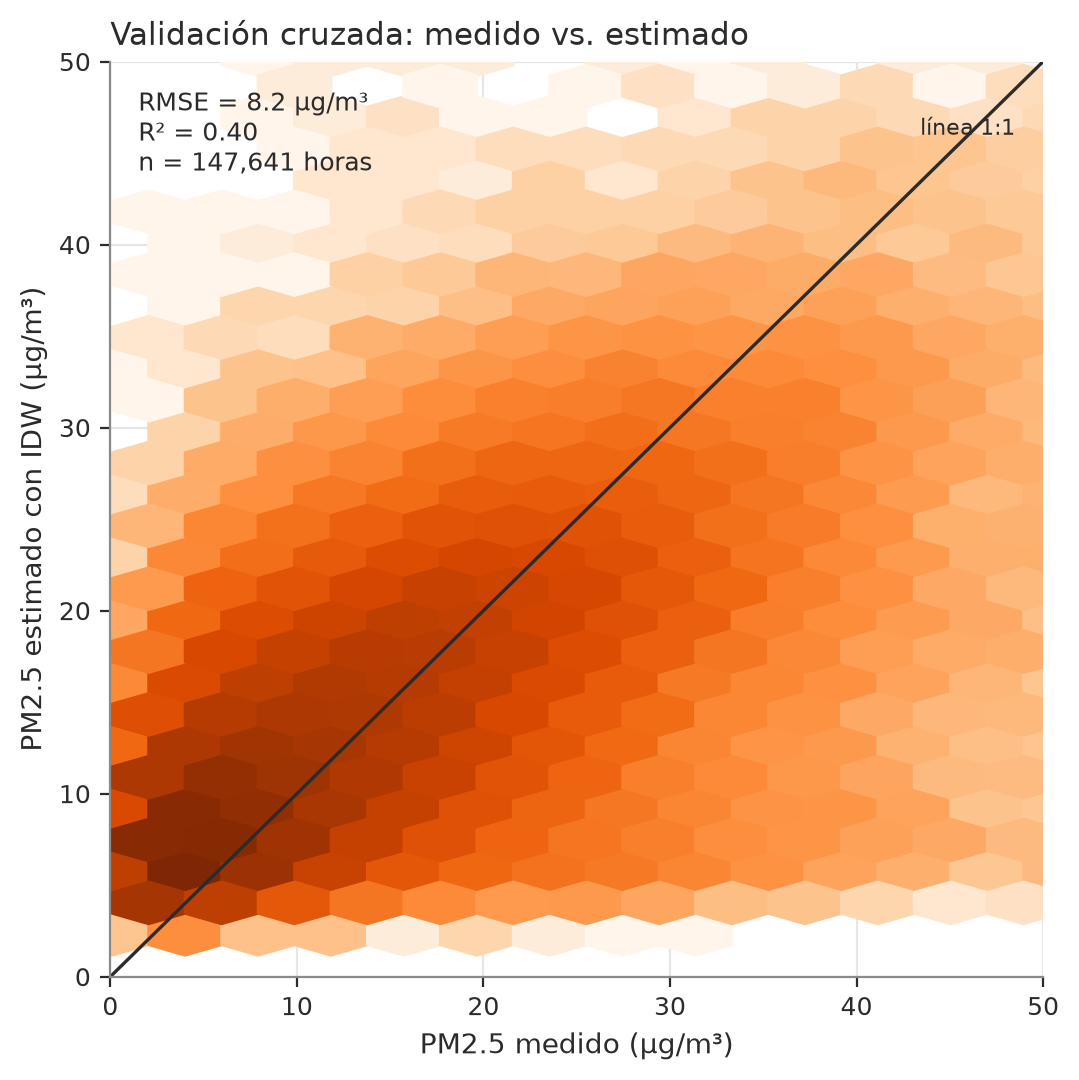 Validación cruzada: medido vs. estimado
RMSE = 8.2 µg/m³
R² = 0.40
n = 147,641 horas
línea 1:1
PM2.5 estimado con IDW (µg/m³)
50
40
30
20
10
0
0 10 20 30 40 50
PM2.5 medido (µg/m³)